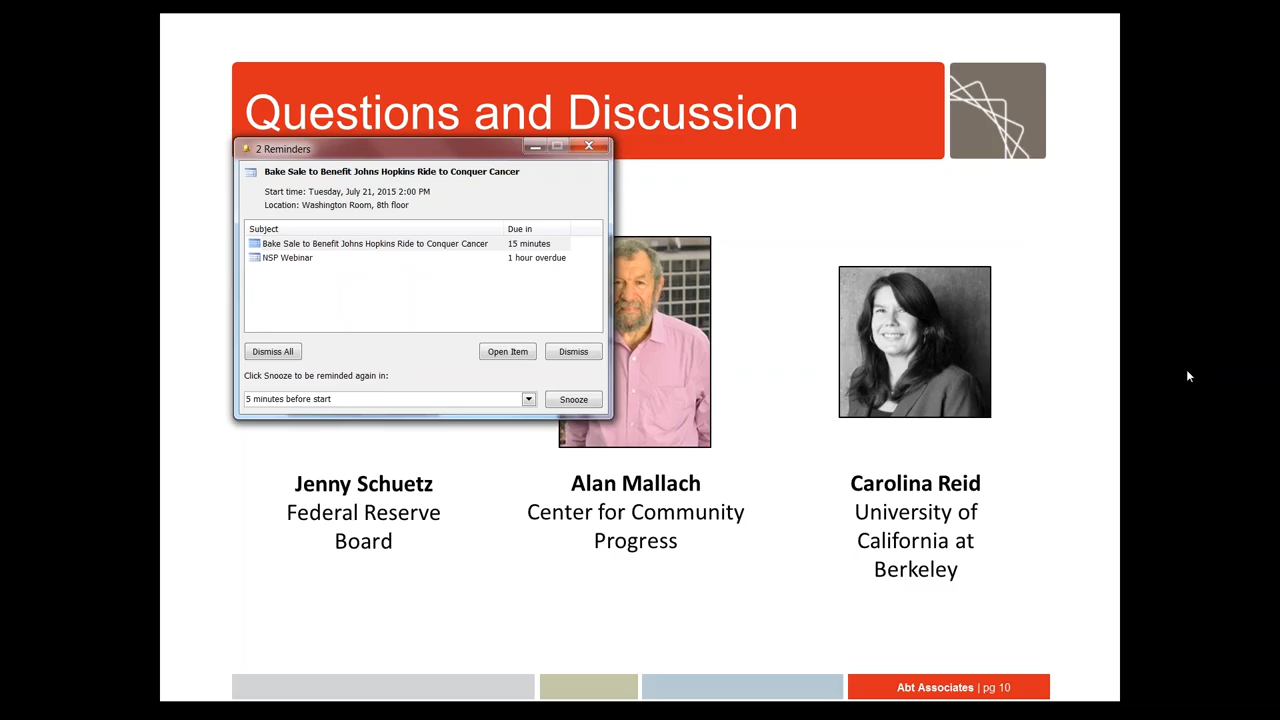 Questions and Discussion
2 Reminders
Bake Sale to Benefit Johns Hopkins Ride to Conquer Cancer
Start time: Tuesday, July 21, 2015 2:00 PM
Location: Washington Room, 8th floor
Subject Due in
Bake Sale to Benefit Johns Hopkins Ride to Conquer Cancer 15 minutes
NSP Webinar 1 hour overdue
Dismiss All Open Item Dismiss
Click Snooze to be reminded again in:
5 minutes before start Snooze
Jenny Schuetz
Federal Reserve
Board
Alan Mallach
Center for Community
Progress
Carolina Reid
University of
California at
Berkeley
Abt Associates | pg 10